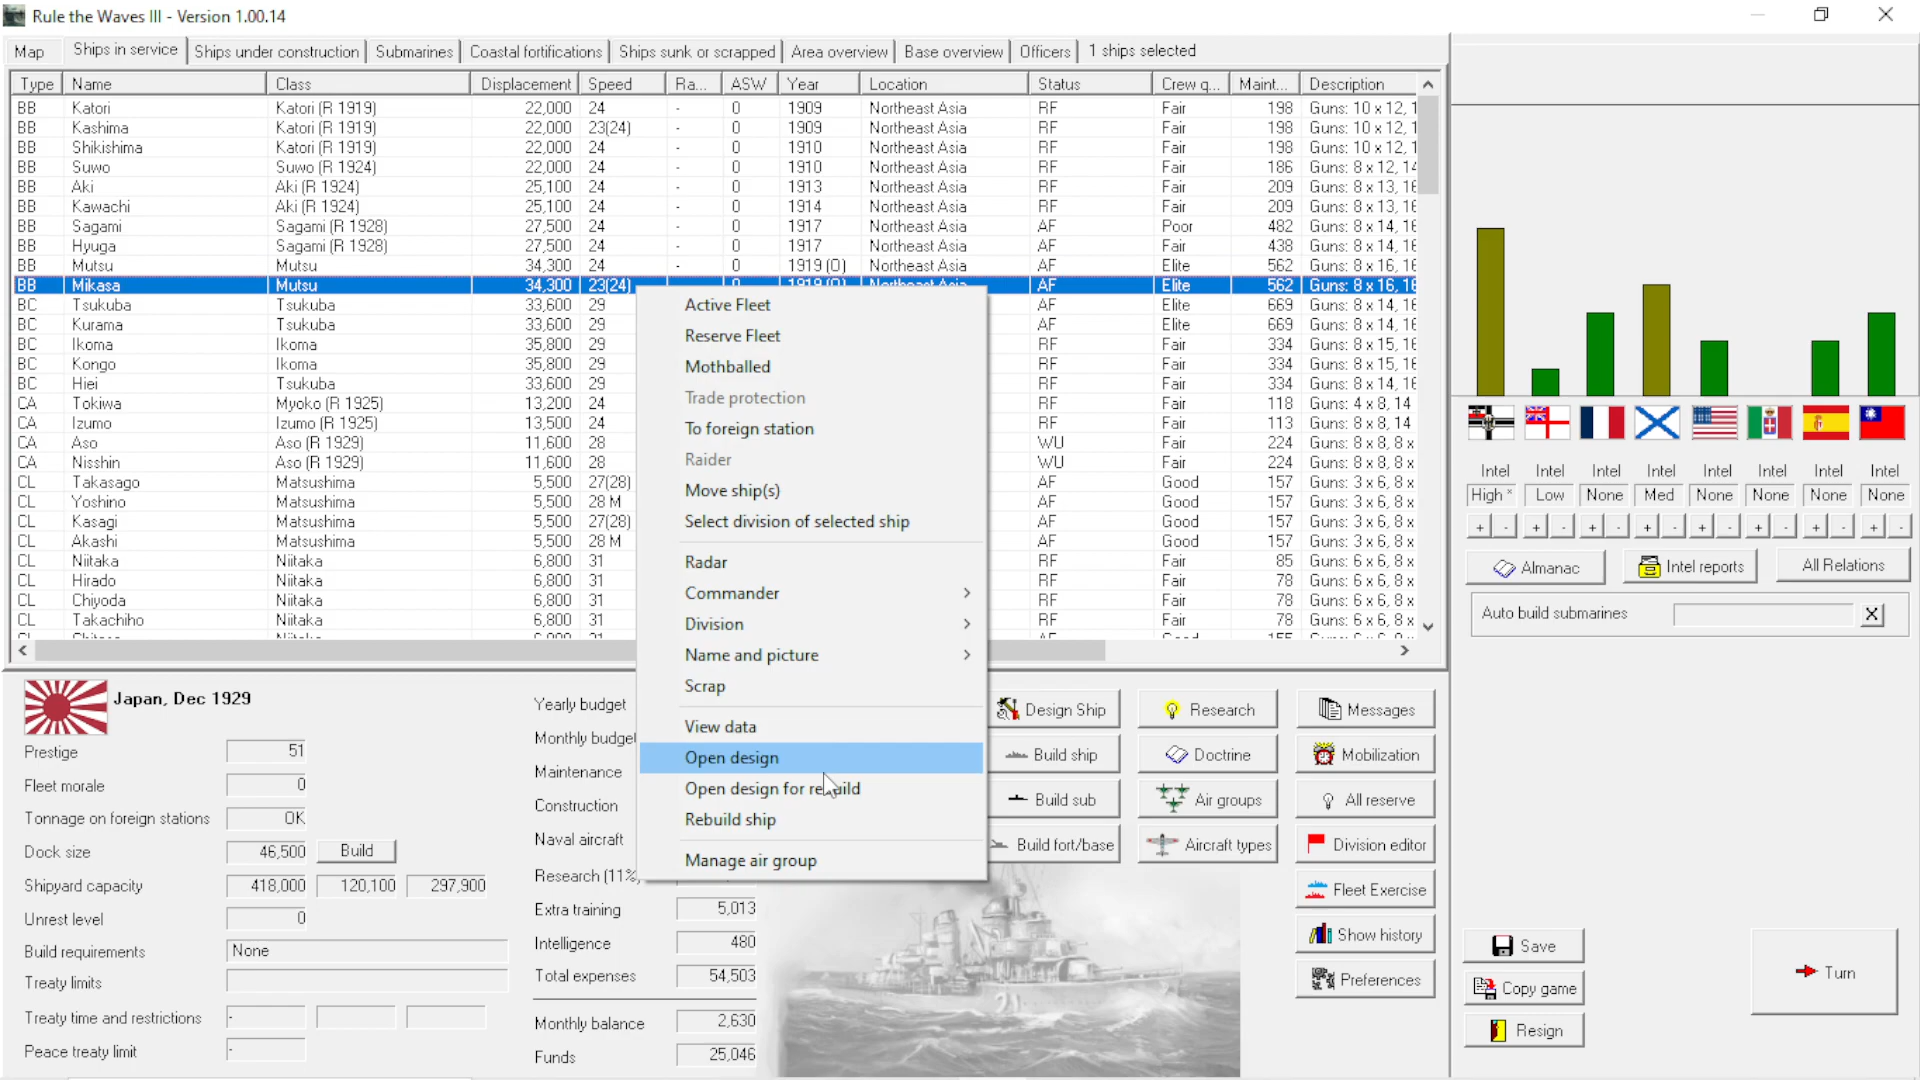 Rule the Waves III - Version 1.00.14
Map Ships in service Ships under construction Submarines Coastal fortifications Ships sunk or scrapped Area overview Base overview Officers 1 ships selected
Type Name Class Displacement Speed Ra... ASW Year Location Status Crew q... Maint... Description
BB Katori Katori (R 1919) 22,000 24 - 0 1909 Northeast Asia RF Fair 198 Guns: 10 x 12, 1
BB Kashima Katori (R 1919) 22,000 23(24) - 0 1909 Northeast Asia RF Fair 198 Guns: 10 x 12, 1
BB Shikishima Katori (R 1919) 22,000 24 - 0 1910 Northeast Asia RF Fair 198 Guns: 10 x 12, 1
BB Suwo Suwo (R 1924) 22,000 24 - 0 1910 Northeast Asia RF Fair 186 Guns: 8 x 12, 14
BB Aki Aki (R 1924) 25,100 24 - 0 1913 Northeast Asia RF Fair 209 Guns: 8 x 13, 16
BB Kawachi Aki (R 1924) 25,100 24 - 0 1914 Northeast Asia RF Fair 209 Guns: 8 x 13, 16
BB Sagami Sagami (R 1928) 27,500 24 - 0 1917 Northeast Asia AF Poor 482 Guns: 8 x 14, 16
BB Hyuga Sagami (R 1928) 27,500 24 - 0 1917 Northeast Asia AF Fair 438 Guns: 8 x 14, 16
BB Mutsu Mutsu 34,300 24 - 0 1919 (O) Northeast Asia AF Elite 562 Guns: 8 x 16, 16
BB Mikasa Mutsu 34,300 23(24) 1919 (O) Northeast Asia AF Elite 562 Guns: 8 x 16, 16
BC Tsukuba Tsukuba 33,600 29 AF Elite 669 Guns: 8 x 14, 16
BC Kurama Tsukuba 33,600 29 AF Elite 669 Guns: 8 x 14, 16
BC Ikoma Ikoma 35,800 29 RF Fair 334 Guns: 8 x 15, 16
BC Kongo Ikoma 35,800 29 RF Fair 334 Guns: 8 x 15, 16
BC Hiei Tsukuba 33,600 29 RF Fair 334 Guns: 8 x 14, 16
CA Tokiwa Myoko (R 1925) 13,200 24 RF Fair 118 Guns: 4 x 8, 14
CA Izumo Izumo (R 1925) 13,500 24 RF Fair 113 Guns: 8 x 8, 14
CA Aso Aso (R 1929) 11,600 28 WU Fair 224 Guns: 8 x 8, 8 x
CA Nisshin Aso (R 1929) 11,600 28 WU Fair 224 Guns: 8 x 8, 8 x
CL Takasago Matsushima 5,500 27(28) AF Good 157 Guns: 3 x 6, 8 x
CL Yoshino Matsushima 5,500 28 M AF Good 157 Guns: 3 x 6, 8 x
CL Kasagi Matsushima 5,500 27(28) AF Good 157 Guns: 3 x 6, 8 x
CL Akashi Matsushima 5,500 28 M AF Good 157 Guns: 3 x 6, 8 x
CL Niitaka Niitaka 6,800 31 RF Fair 85 Guns: 6 x 6, 8 x
CL Hirado Niitaka 6,800 31 RF Fair 78 Guns: 6 x 6, 8 x
CL Chiyoda Niitaka 6,800 31 RF Fair 78 Guns: 6 x 6, 8 x
CL Takachiho Niitaka 6,800 31 RF Fair 78 Guns: 6 x 6, 8 x
Active Fleet
Reserve Fleet
Mothballed
Trade protection
To foreign station
Raider
Move ship(s)
Select division of selected ship
Radar
Commander
Division
Name and picture
Scrap
View data
Open design
Open design for rebuild
Rebuild ship
Manage air group
Intel Intel Intel Intel Intel Intel Intel Intel
High * Low None Med None None None None
+ - + - + - + - + - + - + - + -
Almanac Intel reports All Relations
Auto build submarines X
Japan, Dec 1929
Prestige 51
Fleet morale 0
Tonnage on foreign stations OK
Dock size 46,500 Build
Shipyard capacity 418,000 120,100 297,900
Unrest level 0
Build requirements None
Treaty limits
Treaty time and restrictions -
Peace treaty limit -
Yearly budget
Monthly budget
Maintenance
Construction
Naval aircraft
Research (11%)
Extra training 5,013
Intelligence 480
Total expenses 54,503
Monthly balance 2,630
Funds 25,046
Design Ship Research Messages
Build ship Doctrine Mobilization
Build sub Air groups All reserve
Build fort/base Aircraft types Division editor
Fleet Exercise
Show history
Preferences
Save
Copy game
Resign
Turn